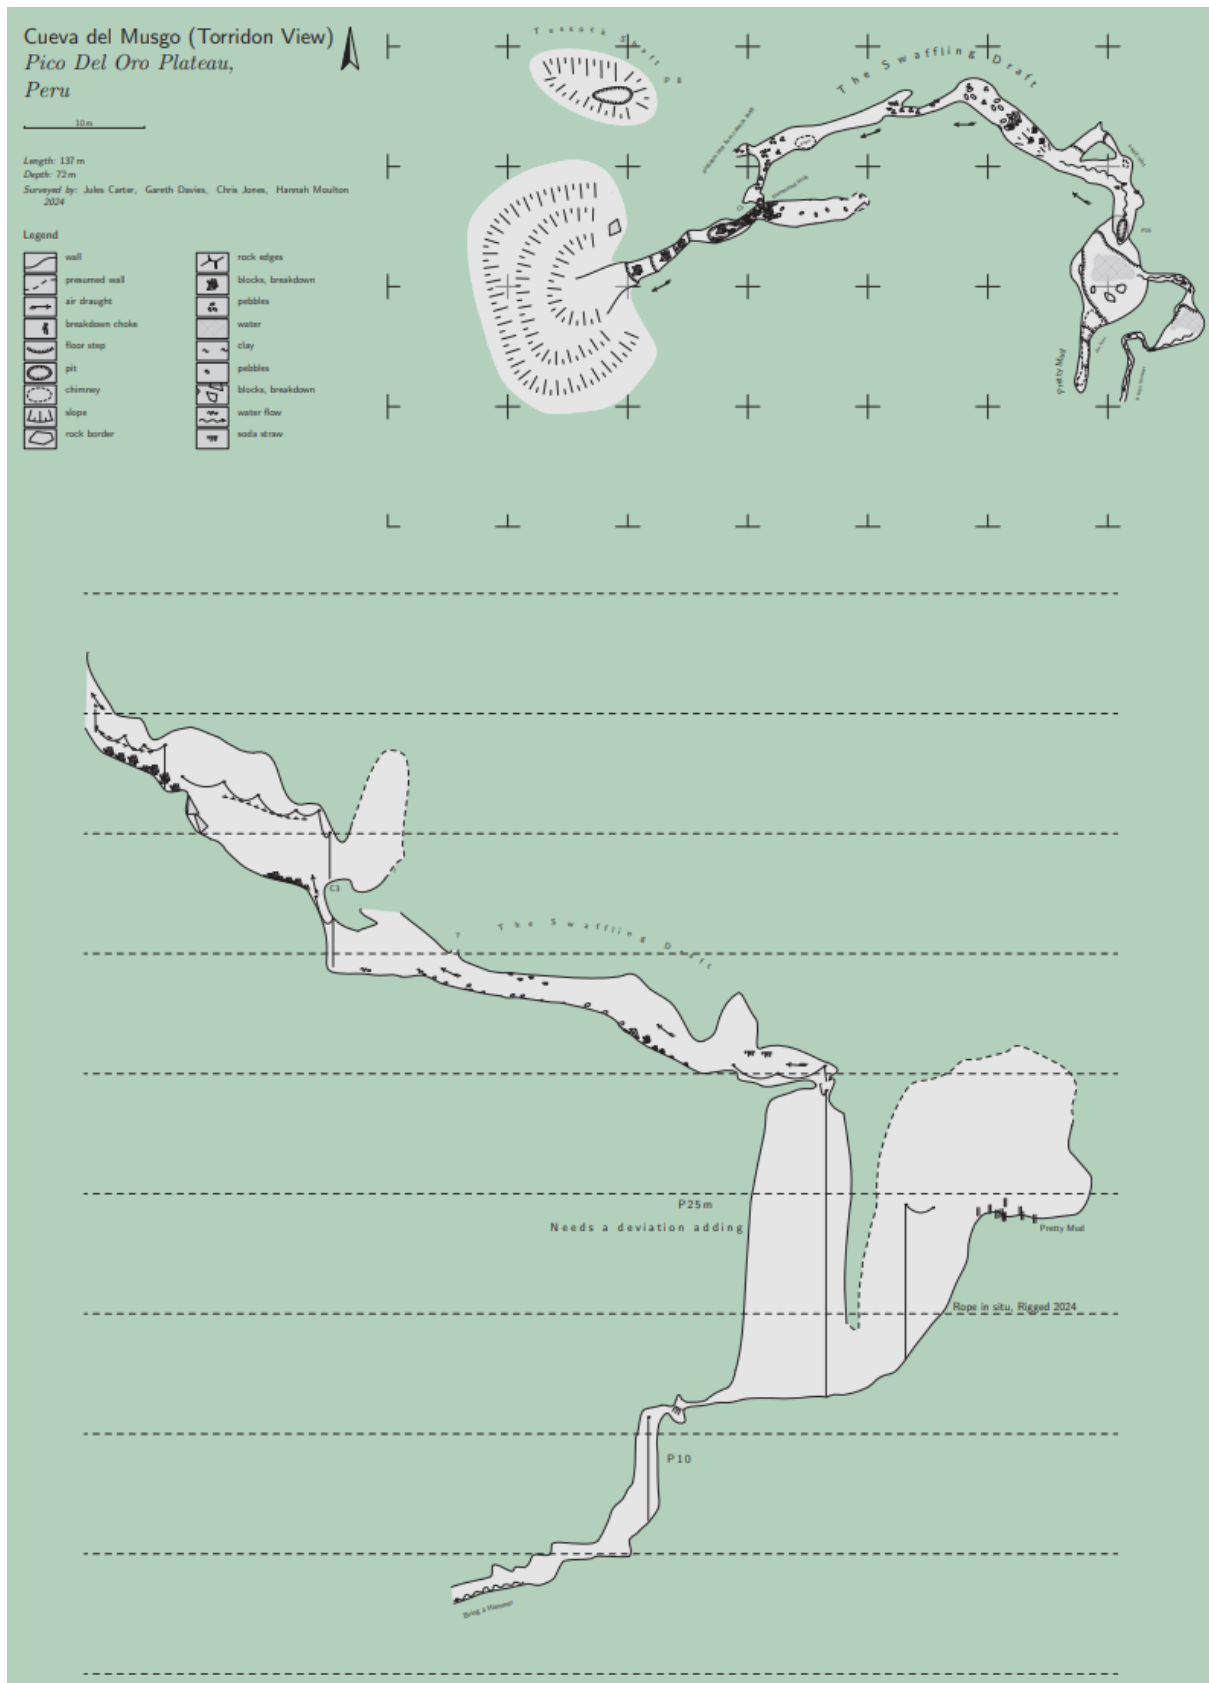 Cueva del Musgo (Torridon View)
Pico Del Oro Plateau,
Peru
10 m
Length: 137 m
Depth: 72 m
Surveyed by: Jules Carter, Gareth Davies, Chris Jones, Hannah Moulton
2024
Legend
wall
presumed wall
air draught
breakdown choke
floor step
pit
chimney
slope
rock border
rock edges
blocks, breakdown
pebbles
water
clay
pebbles
blocks, breakdown
water flow
soda straw
Tussock Shaft P8
The Swaffling Draft
Pretty Mud
C3
?
The Swaffling Draft
P25m
Needs a deviation adding
Pretty Mud
Rope in situ, Rigged 2024
P10
Bring a Hammer